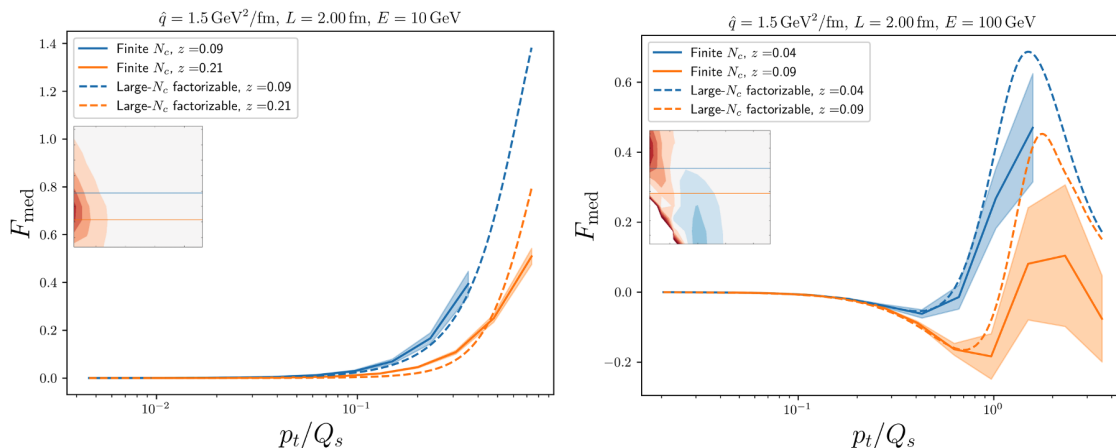 q̂ = 1.5 GeV²/fm, L = 2.00 fm, E = 10 GeV
F_med
1.4
1.2
1.0
0.8
0.6
0.4
0.2
0.0
Finite N_c, z =0.09
Finite N_c, z =0.21
Large-N_c factorizable, z =0.09
Large-N_c factorizable, z =0.21
10⁻²
10⁻¹
p_t/Q_s
q̂ = 1.5 GeV²/fm, L = 2.00 fm, E = 100 GeV
F_med
0.6
0.4
0.2
0.0
−0.2
Finite N_c, z =0.04
Finite N_c, z =0.09
Large-N_c factorizable, z =0.04
Large-N_c factorizable, z =0.09
10⁻¹
10⁰
p_t/Q_s